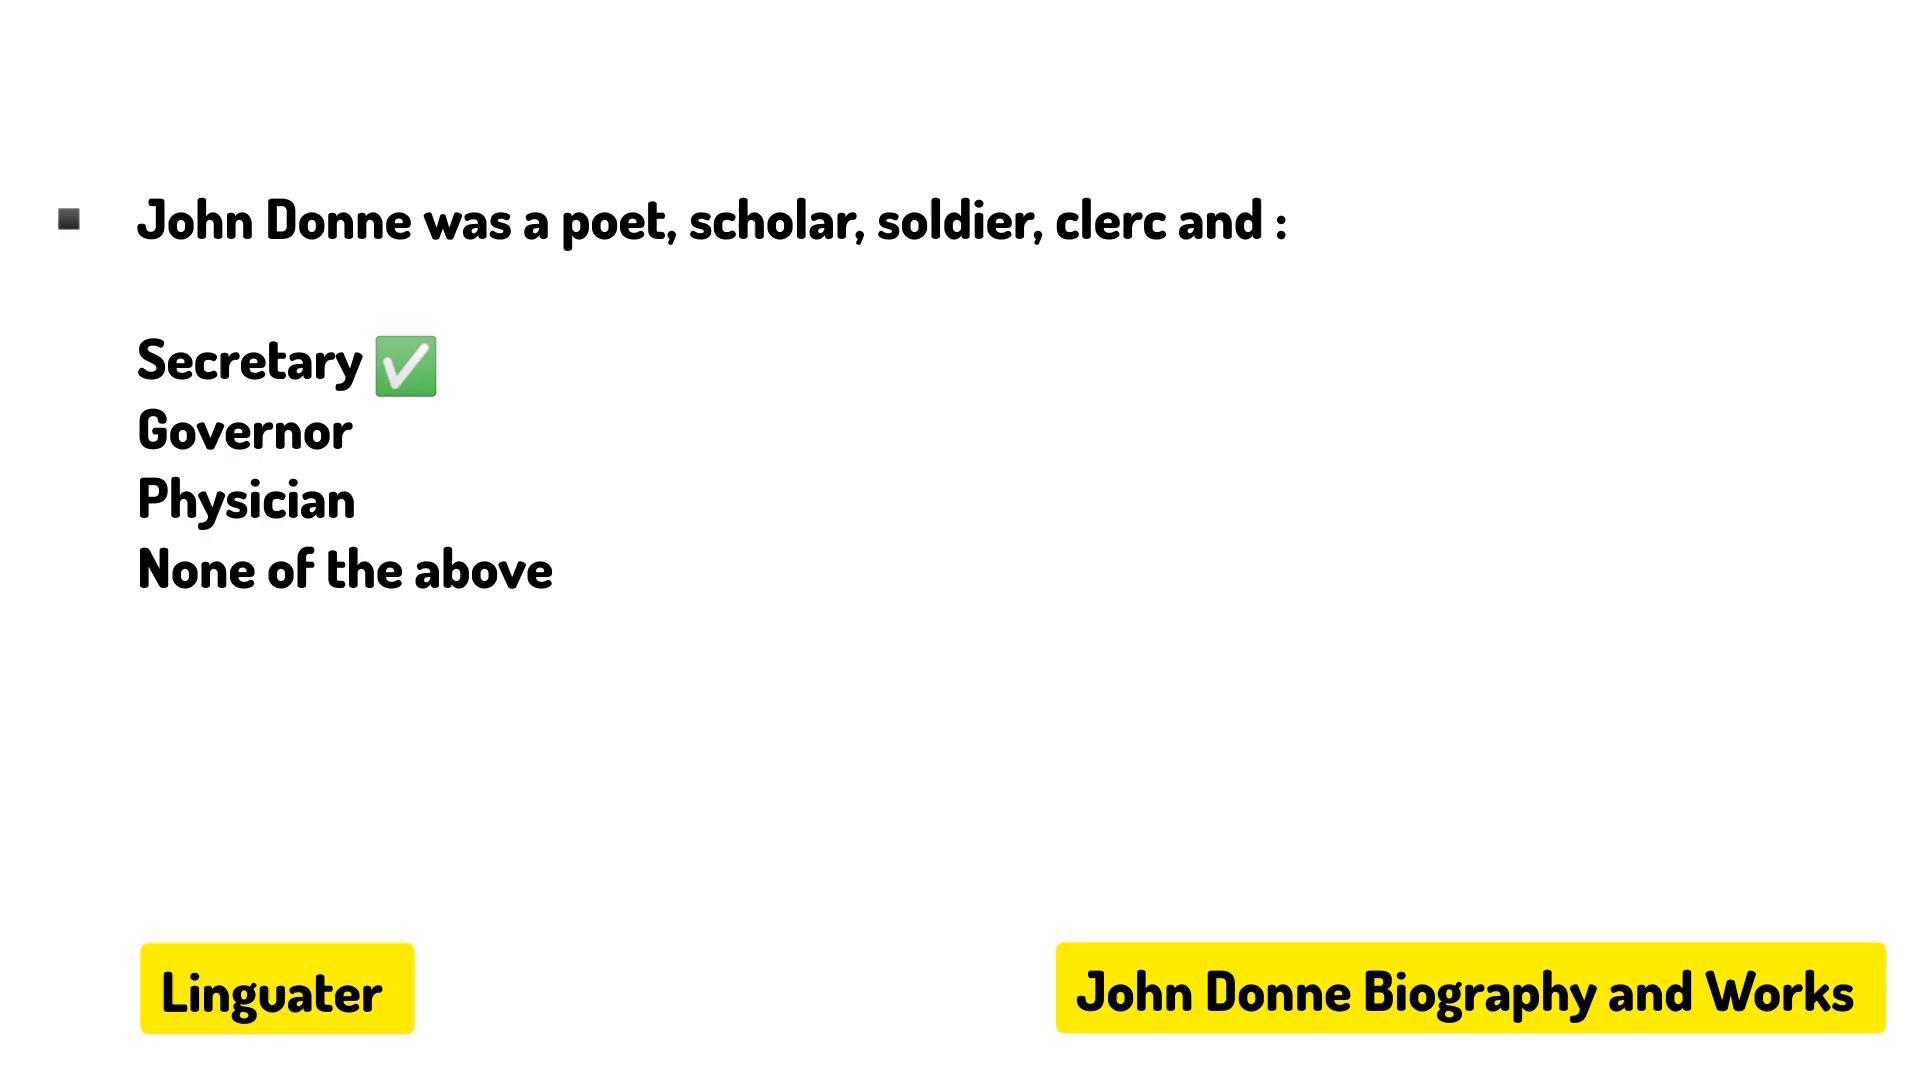 ▪ John Donne was a poet, scholar, soldier, clerc and :
Secretary ✅
Governor
Physician
None of the above
Linguater
John Donne Biography and Works